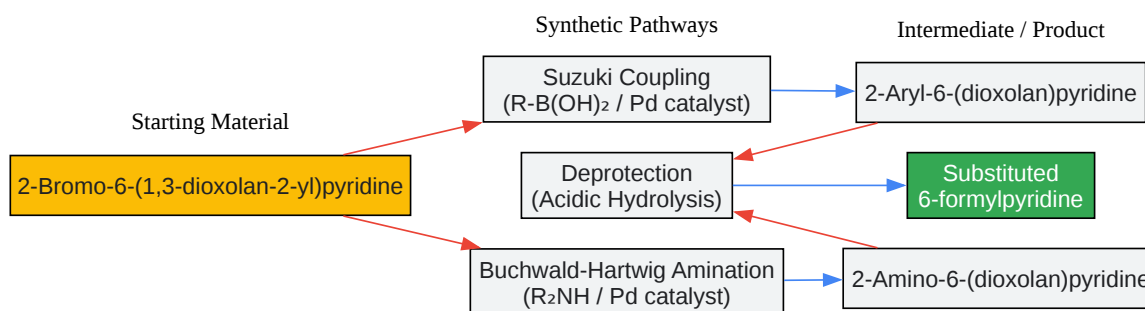 Synthetic Pathways
Intermediate / Product
Starting Material
Suzuki Coupling
(R-B(OH)₂ / Pd catalyst)
2-Aryl-6-(dioxolan)pyridine
2-Bromo-6-(1,3-dioxolan-2-yl)pyridine
Deprotection
(Acidic Hydrolysis)
Substituted
6-formylpyridine
Buchwald-Hartwig Amination
(R₂NH / Pd catalyst)
2-Amino-6-(dioxolan)pyridine